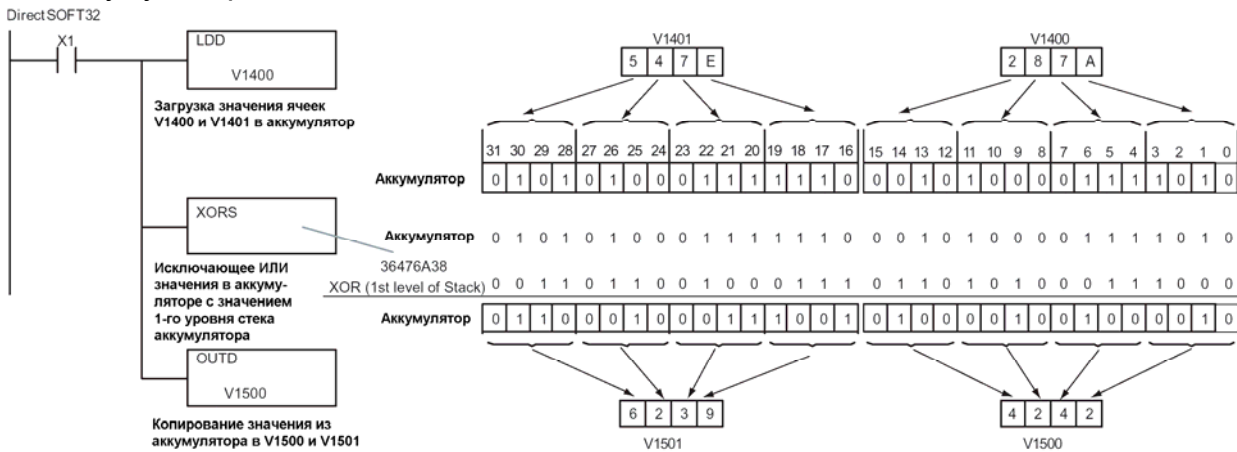 DirectSOFT32
X1
LDD
V1400
Загрузка значения ячеек
V1400 и V1401 в аккумулятор
V1401
V1400
5 4 7 E
2 8 7 A
31 30 29 28 27 26 25 24 23 22 21 20 19 18 17 16 15 14 13 12 11 10 9 8 7 6 5 4 3 2 1 0
Аккумулятор 0 1 0 1 0 1 0 0 0 1 1 1 1 1 1 0 0 0 1 0 1 0 0 0 0 1 1 1 1 0 1 0
XORS
Исключающее ИЛИ
значения в аккуму-
ляторе с значением
1-го уровня стека
аккумулятора
Аккумулятор 0 1 0 1 0 1 0 0 0 1 1 1 1 1 1 0 0 0 1 0 1 0 0 0 0 1 1 1 1 0 1 0
36476A38
XOR (1st level of Stack) 0 0 1 1 0 1 1 0 0 1 0 0 0 1 1 1 0 1 1 0 1 0 1 0 0 0 1 1 1 0 0 0
Аккумулятор 0 1 1 0 0 0 1 0 0 0 1 1 1 0 0 1 0 1 0 0 0 0 1 0 0 1 0 0 0 0 1 0
OUTD
V1500
Копирование значения из
аккумулятора в V1500 и V1501
6 2 3 9
4 2 4 2
V1501
V1500